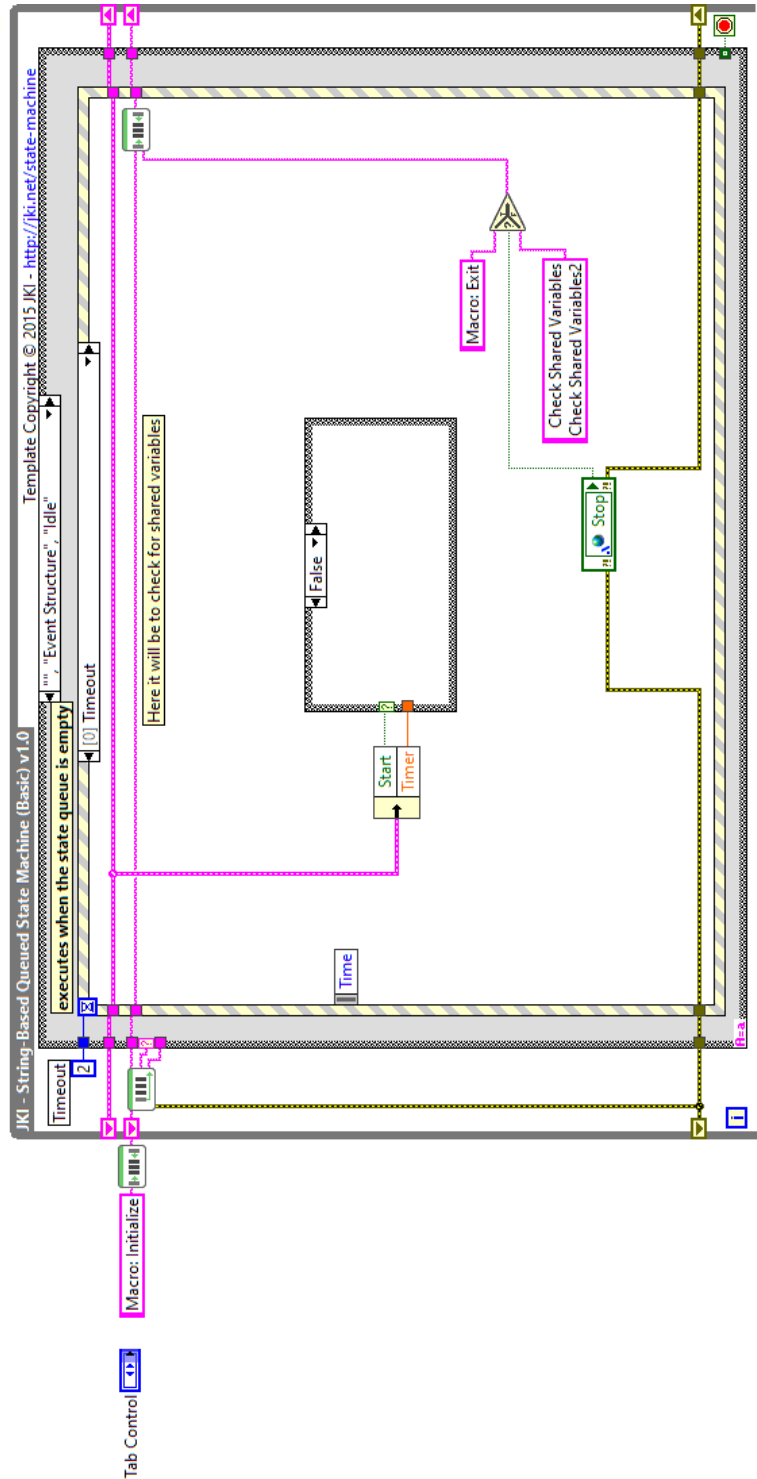 JKI - String-Based Queued State Machine (Basic) v1.0
Template Copyright © 2015 JKI - http://jki.net/state-machine
"", "Event Structure", "Idle"
executes when the state queue is empty
Timeout
2
[0] Timeout
Here it will be to check for shared variables
Tab Control
Macro: Initialize
Time
Start
Timer
False
Macro: Exit
Check Shared Variables
Check Shared Variables2
Stop
A=a
i